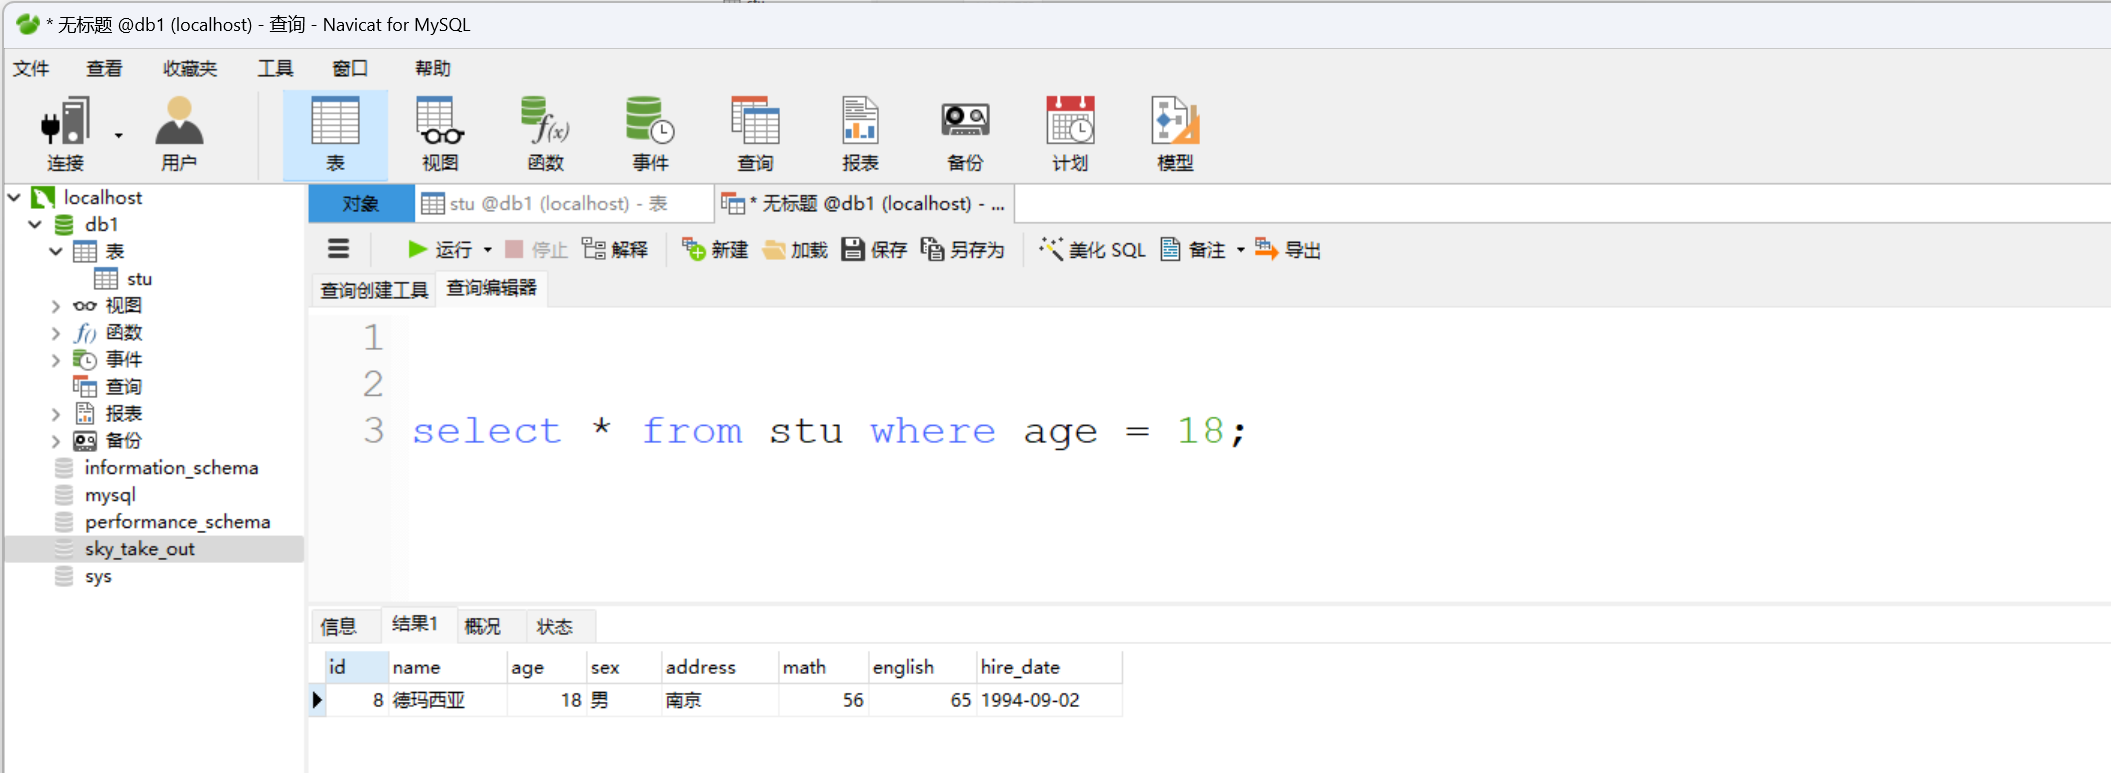 * 无标题 @db1 (localhost) - 查询 - Navicat for MySQL
文件 查看 收藏夹 工具 窗口 帮助
连接 用户 表 视图 函数 事件 查询 报表 备份 计划 模型
localhost
db1
表
stu
视图
函数
事件
查询
报表
备份
information_schema
mysql
performance_schema
sky_take_out
sys
对象 stu @db1 (localhost) - 表 * 无标题 @db1 (localhost) - ...
运行 停止 解释 新建 加载 保存 另存为 美化 SQL 备注 导出
查询创建工具 查询编辑器
1
2
3 select * from stu where age = 18;
信息 结果1 概况 状态
id name age sex address math english hire_date
8 德玛西亚 18 男 南京 56 65 1994-09-02